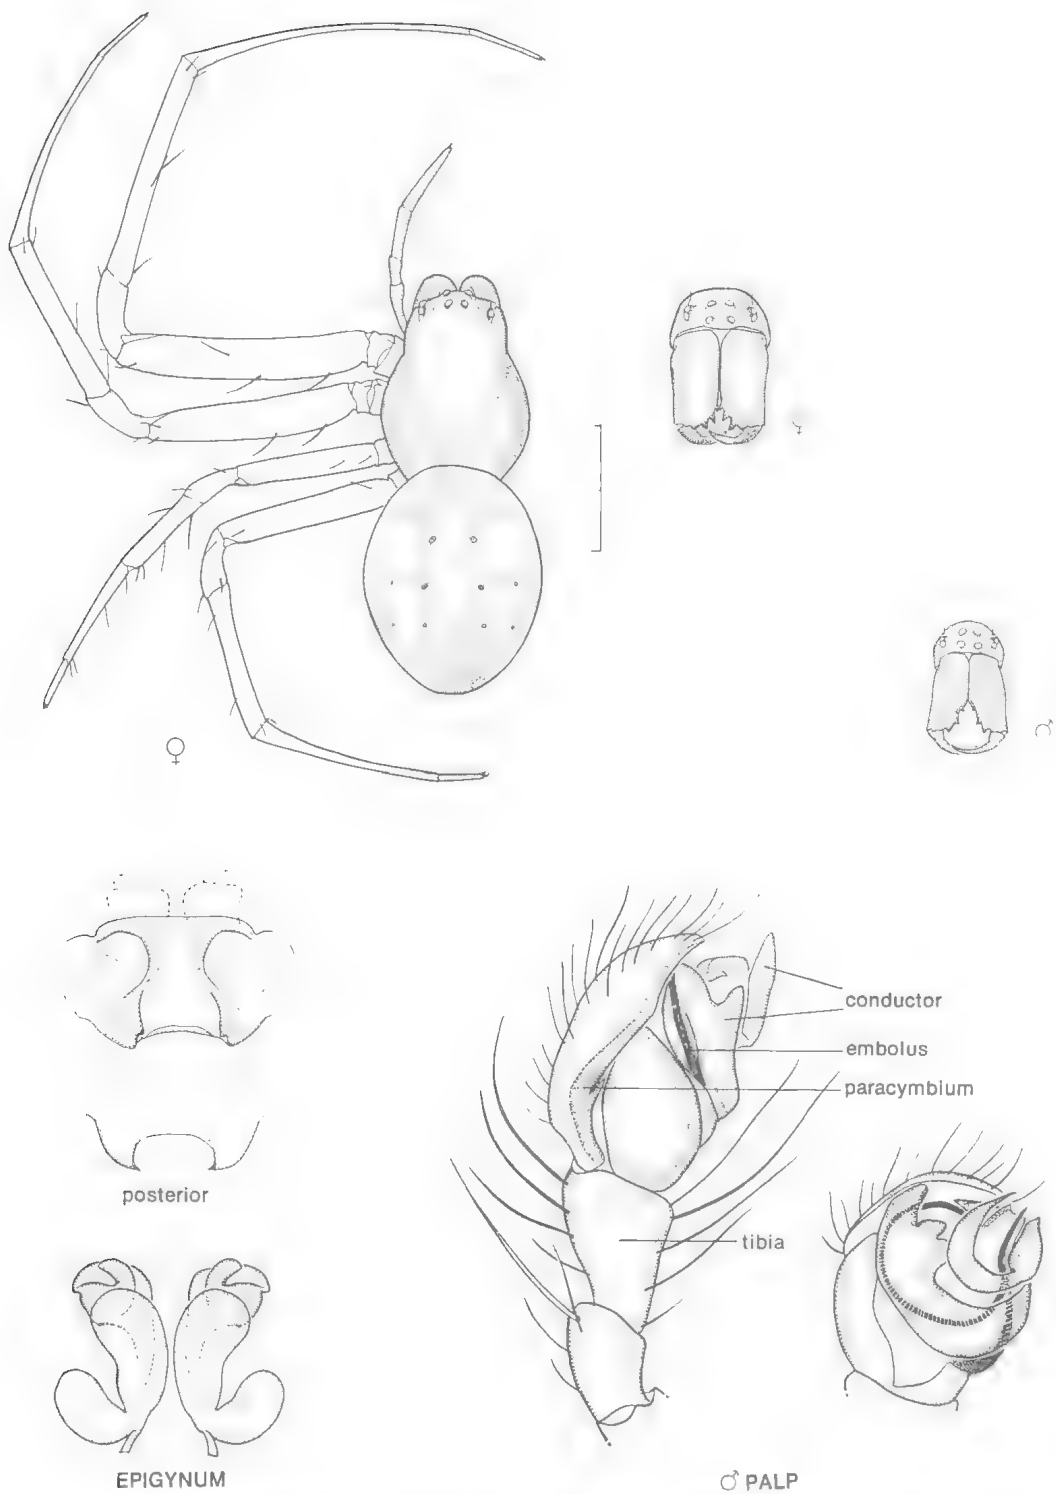 ♀
♀
♂
conductor
embolus
paracymbium
posterior
tibia
EPIGYNUM
♂ PALP